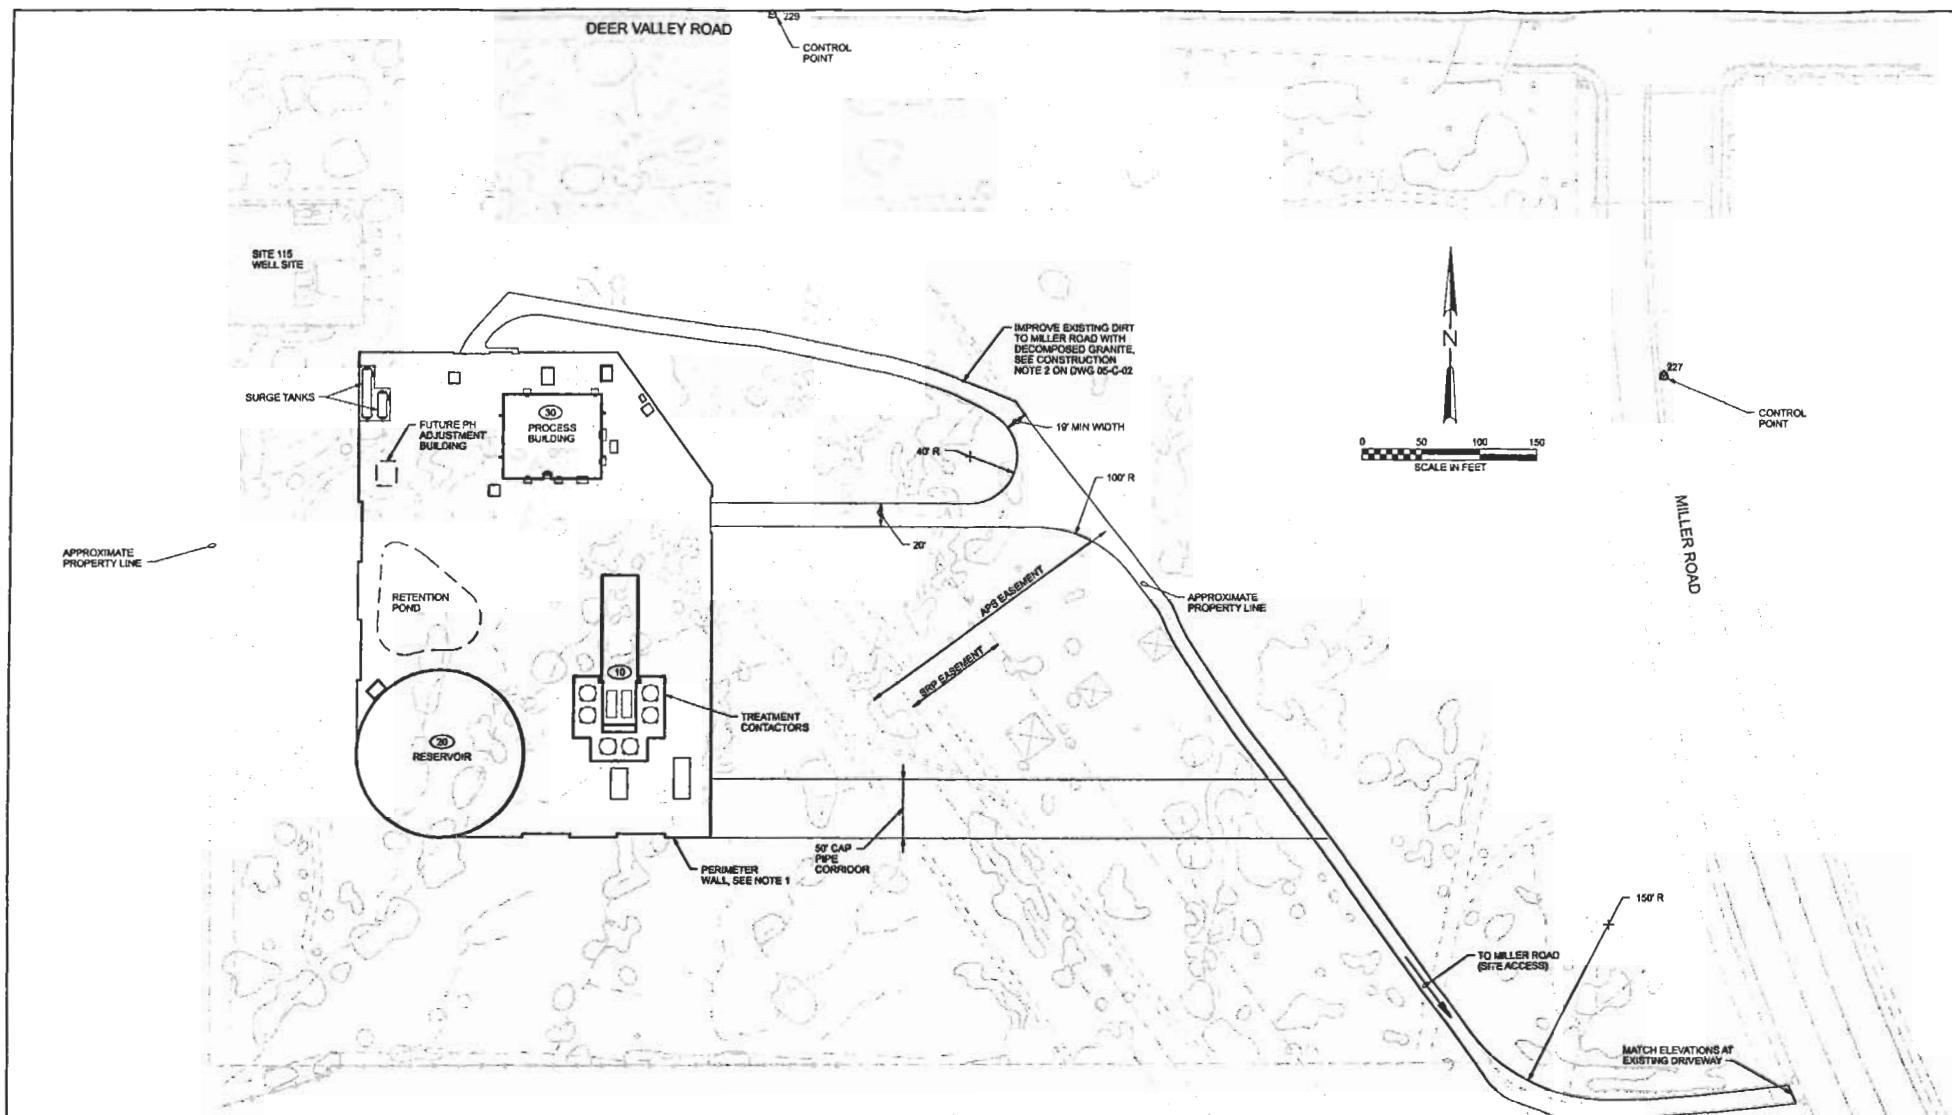 DEER VALLEY ROAD
229
CONTROL
POINT
SITE 115
WELL SITE
IMPROVE EXISTING DIRT
TO MILLER ROAD WITH
DECOMPOSED GRANITE,
SEE CONSTRUCTION
NOTE 2 ON DWG 05-C-02
N
227
CONTROL
POINT
0 50 100 150
SCALE IN FEET
SURGE TANKS
FUTURE PH
ADJUSTMENT
BUILDING
30
PROCESS
BUILDING
19' MIN WIDTH
40' R
100' R
20'
MILLER ROAD
APPROXIMATE
PROPERTY LINE
RETENTION
POND
APS EASEMENT
SRP EASEMENT
APPROXIMATE
PROPERTY LINE
10
TREATMENT
CONTACTORS
20
RESERVOIR
50' CAP
PIPE
CORRIDOR
PERIMETER
WALL, SEE NOTE 1
150' R
TO MILLER ROAD
(SITE ACCESS)
MATCH ELEVATIONS AT
EXISTING DRIVEWAY